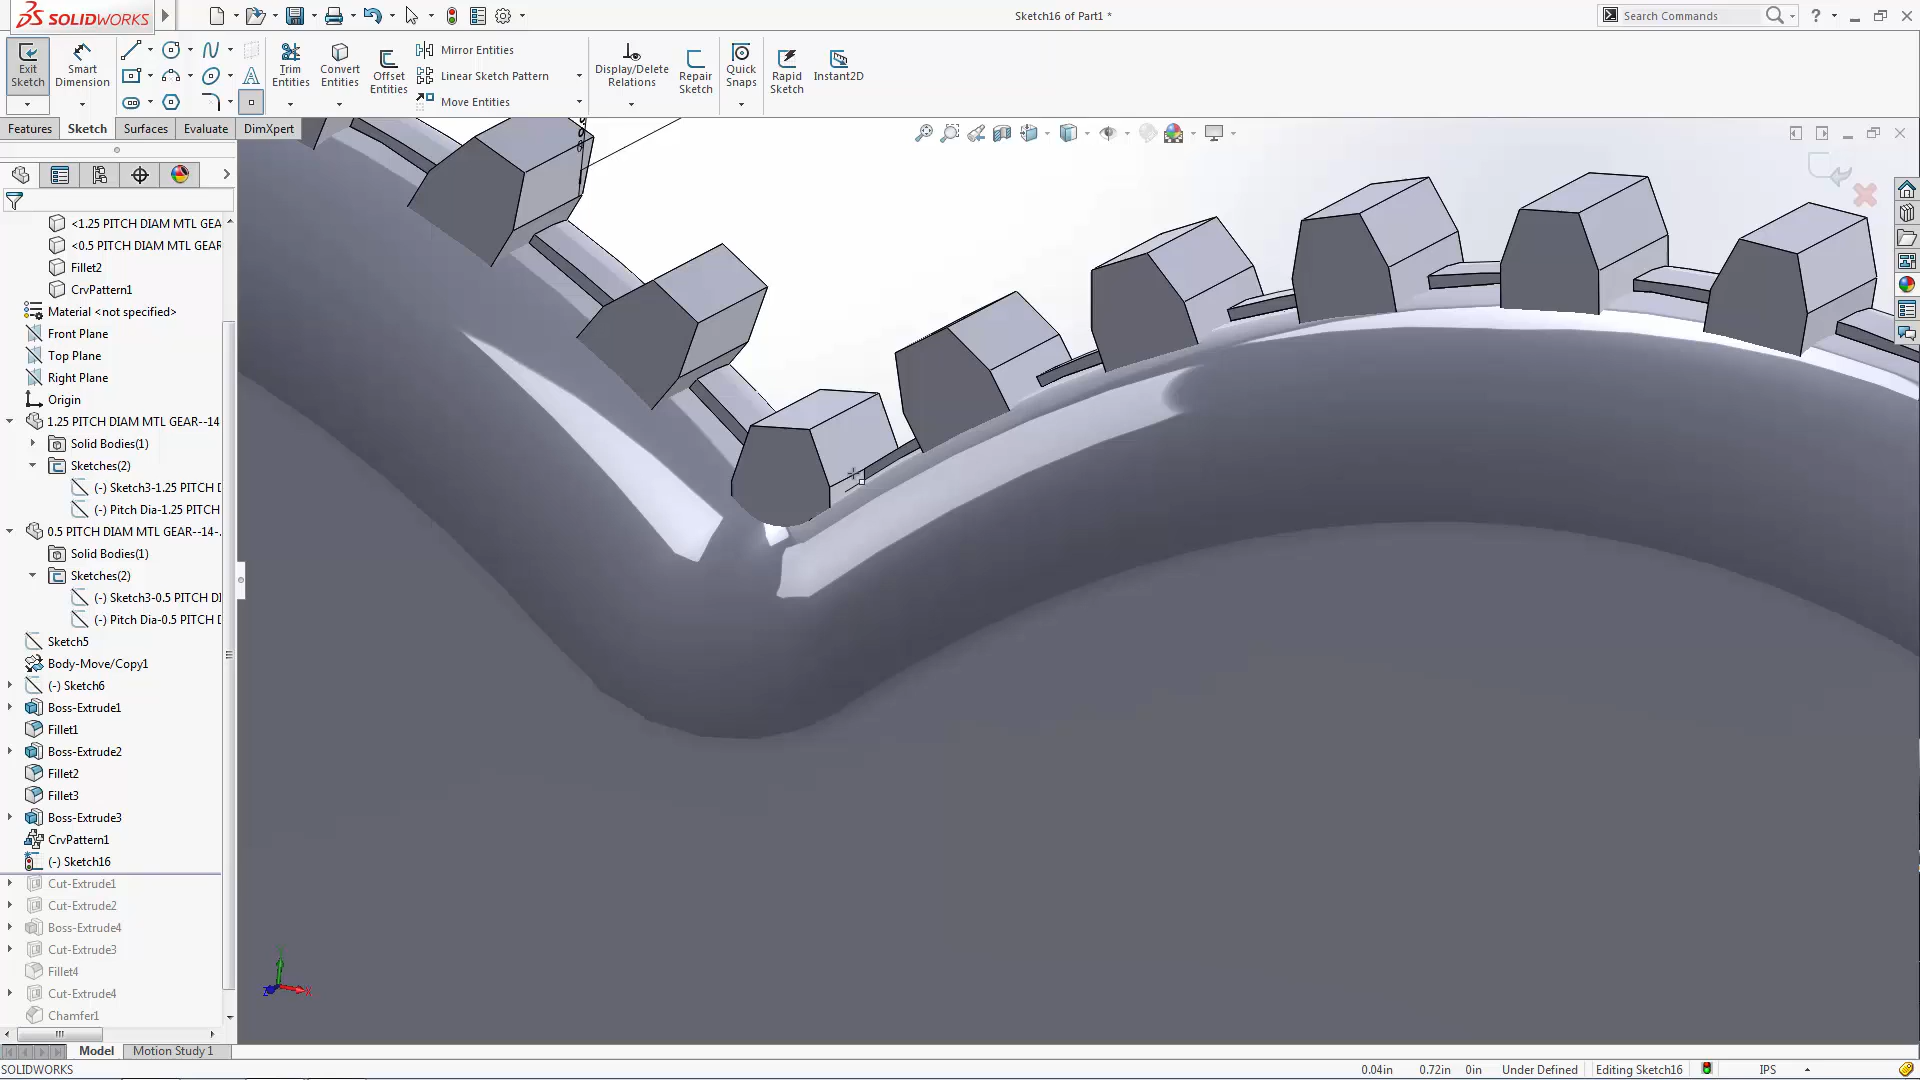 SOLIDWORKS
Sketch16 of Part1 *
Search Commands
Exit Sketch
Smart Dimension
Trim Entities
Convert Entities
Offset Entities
Mirror Entities
Linear Sketch Pattern
Move Entities
Display/Delete Relations
Repair Sketch
Quick Snaps
Rapid Sketch
Instant2D
Features
Sketch
Surfaces
Evaluate
DimXpert
<1.25 PITCH DIAM MTL GEA
<0.5 PITCH DIAM MTL GEAR
Fillet2
CrvPattern1
Material <not specified>
Front Plane
Top Plane
Right Plane
Origin
1.25 PITCH DIAM MTL GEAR--14
Solid Bodies(1)
Sketches(2)
(-) Sketch3-1.25 PITCH D
(-) Pitch Dia-1.25 PITCH
0.5 PITCH DIAM MTL GEAR--14-.
Solid Bodies(1)
Sketches(2)
(-) Sketch3-0.5 PITCH DI
(-) Pitch Dia-0.5 PITCH D
Sketch5
Body-Move/Copy1
(-) Sketch6
Boss-Extrude1
Fillet1
Boss-Extrude2
Fillet2
Fillet3
Boss-Extrude3
CrvPattern1
(-) Sketch16
Cut-Extrude1
Cut-Extrude2
Boss-Extrude4
Cut-Extrude3
Fillet4
Cut-Extrude4
Chamfer1
Model
Motion Study 1
SOLIDWORKS
0.04in
0.72in
0in
Under Defined
Editing Sketch16
IPS